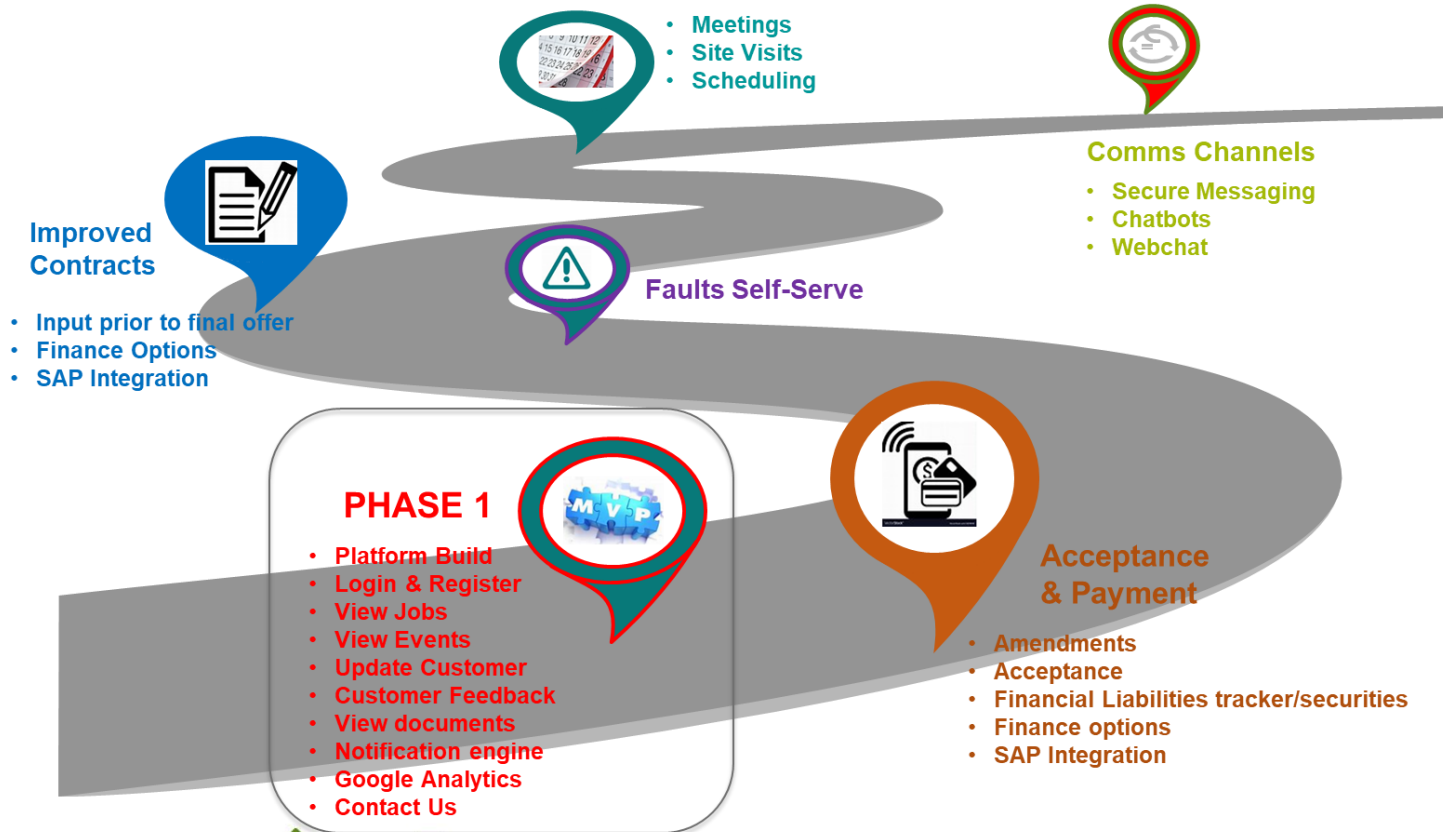 Meetings
Site Visits
Scheduling
Comms Channels
Secure Messaging
Chatbots
Webchat
Improved
Contracts
Input prior to final offer
Finance Options
SAP Integration
Faults Self-Serve
PHASE 1
MVP
Platform Build
Login & Register
View Jobs
View Events
Update Customer
Customer Feedback
View documents
Notification engine
Google Analytics
Contact Us
Acceptance
& Payment
Amendments
Acceptance
Financial Liabilities tracker/securities
Finance options
SAP Integration